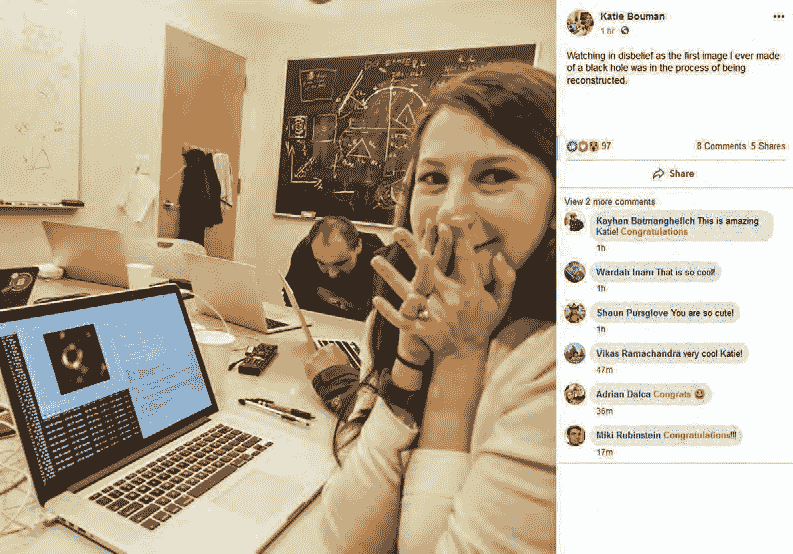 Katie Bouman
1 hr
Watching in disbelief as the first image I ever made
of a black hole was in the process of being
reconstructed.
97
8 Comments 5 Shares
Share
View 2 more comments
Kayhan Batmanghelich This is amazing
Katie! Congratulations
1h
Wardah Inam That is so cool!
1h
Shaun Pursglove You are so cute!
1h
Vikas Ramachandra very cool Katie!
47m
Adrian Dalca Congrats 😃
36m
Miki Rubinstein Congratulations!!!
17m